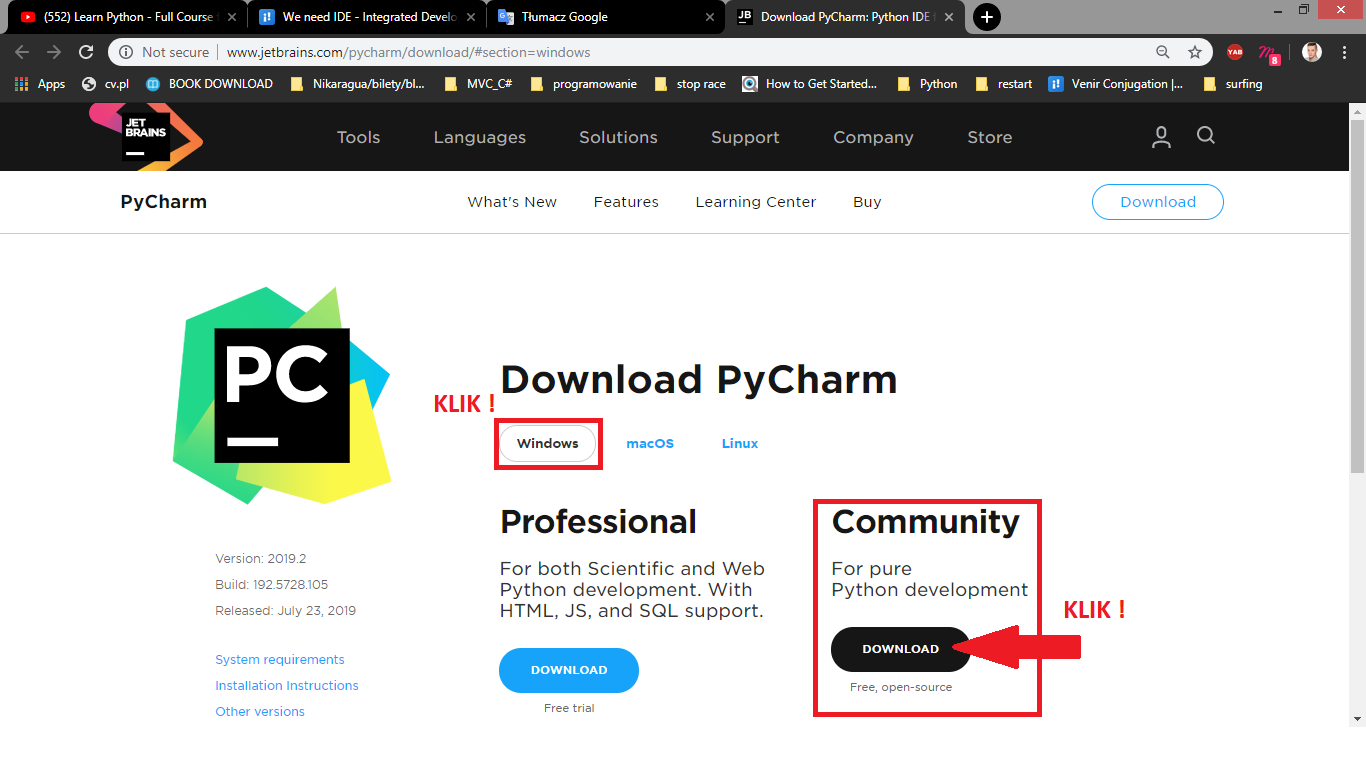 (552) Learn Python - Full Course f
We need IDE - Integrated Develo
Tłumacz Google
Download PyCharm: Python IDE f
Not secure
www.jetbrains.com/pycharm/download/#section=windows
YAB
8
Apps
cv.pl
BOOK DOWNLOAD
Nikaragua/bilety/bl...
MVC_C#
programowanie
stop race
How to Get Started...
Python
restart
Venir Conjugation |...
surfing
JET
BRAINS
Tools
Languages
Solutions
Support
Company
Store
PyCharm
What's New
Features
Learning Center
Buy
Download
PC
Download PyCharm
KLIK !
Windows
macOS
Linux
Professional
For both Scientific and Web
Python development. With
HTML, JS, and SQL support.
DOWNLOAD
Free trial
Community
For pure
Python development
KLIK !
DOWNLOAD
Free, open-source
Version: 2019.2
Build: 192.5728.105
Released: July 23, 2019
System requirements
Installation Instructions
Other versions